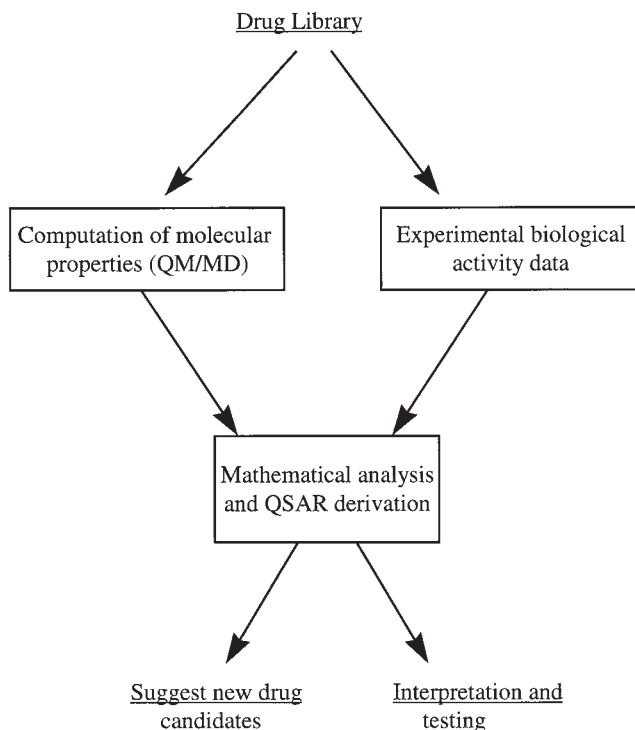 Drug Library
Computation of molecular
properties (QM/MD)
Experimental biological
activity data
Mathematical analysis
and QSAR derivation
Suggest new drug
candidates
Interpretation and
testing